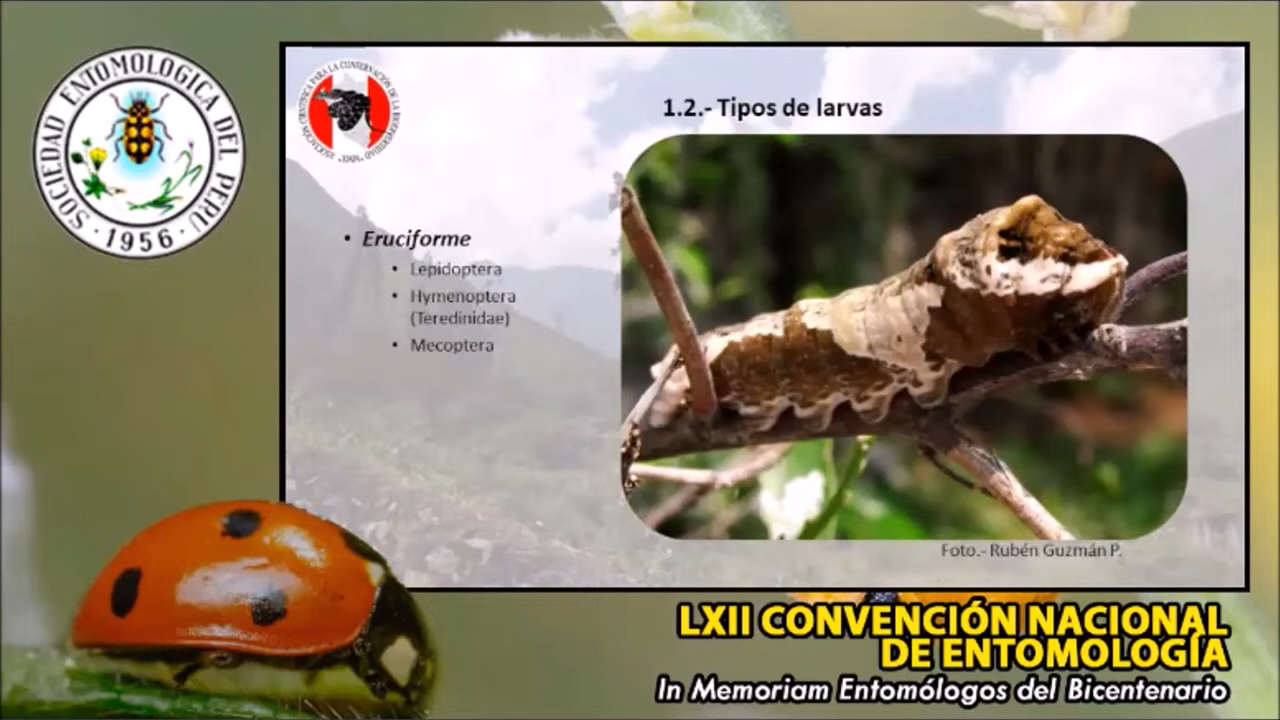 SOCIEDAD ENTOMOLOGICA DEL PERU
· 1956 ·
1.2.- Tipos de larvas
• Eruciforme
• Lepidoptera
• Hymenoptera
(Teredinidae)
• Mecoptera
Foto.- Rubén Guzmán P.
LXII CONVENCIÓN NACIONAL
DE ENTOMOLOGÍA
In Memoriam Entomólogos del Bicentenario